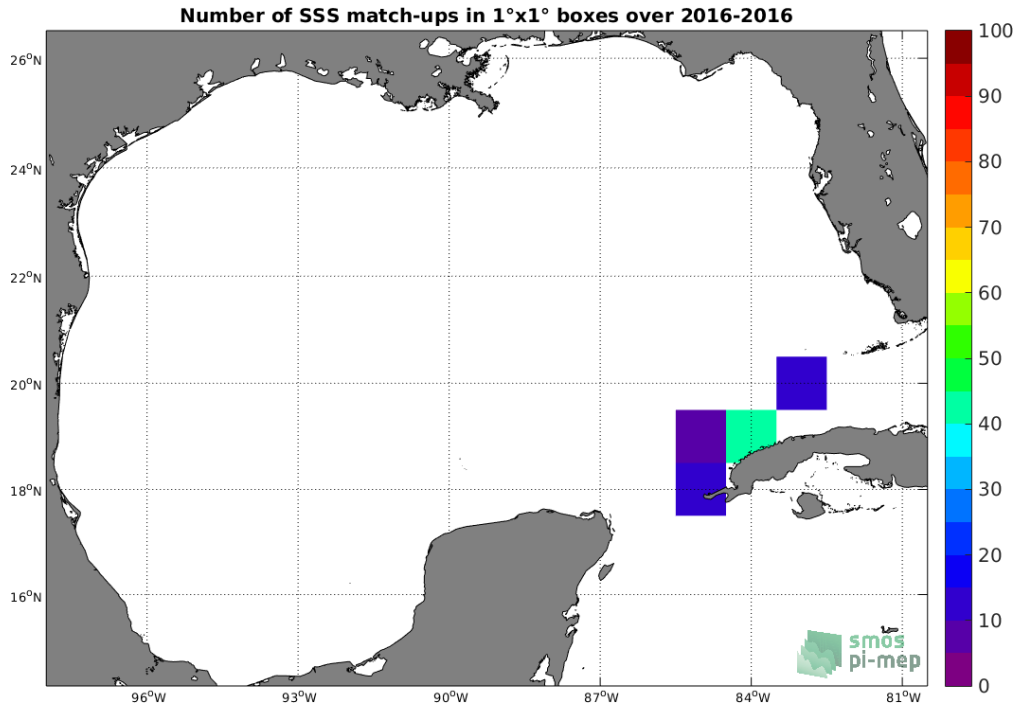 Number of SSS match-ups in 1°x1° boxes over 2016-2016
26°N
24°N
22°N
20°N
18°N
16°N
96°W
93°W
90°W
87°W
84°W
81°W
100
90
80
70
60
50
40
30
20
10
0
smos
pi-mep